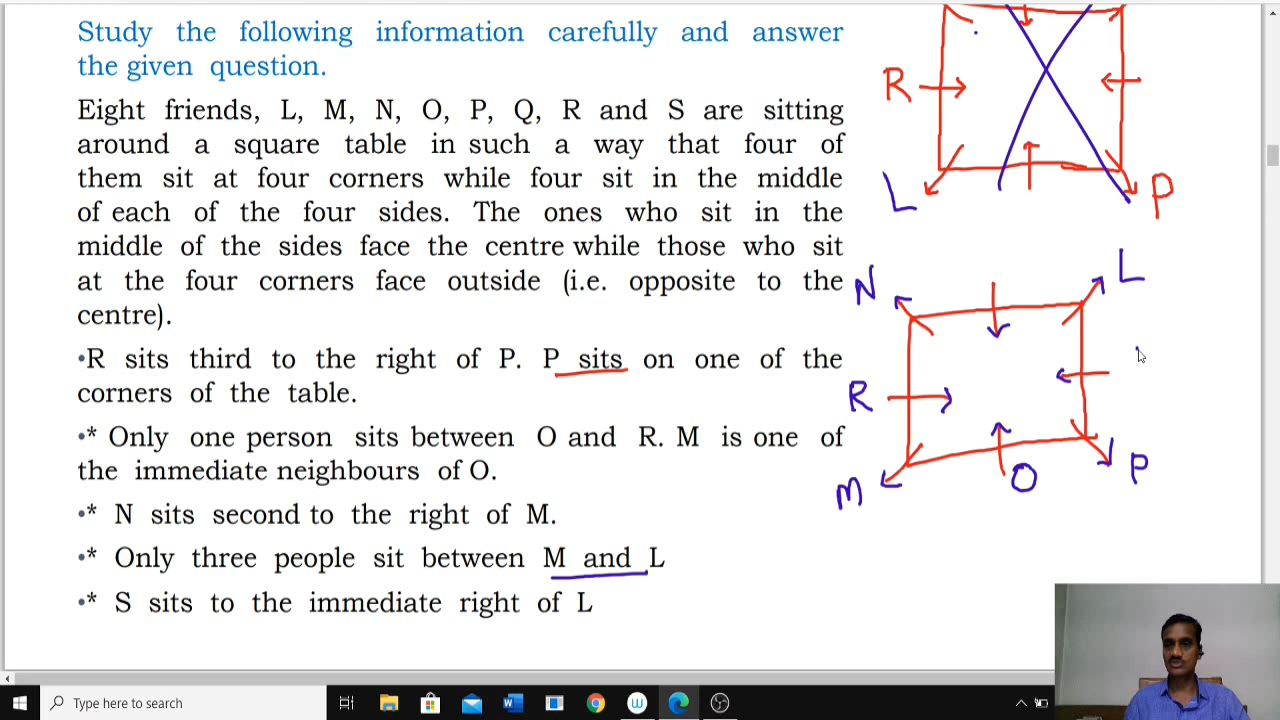 Study the following information carefully and answer
the given question.
Eight friends, L, M, N, O, P, Q, R and S are sitting
around a square table in such a way that four of
them sit at four corners while four sit in the middle
of each of the four sides. The ones who sit in the
middle of the sides face the centre while those who sit
at the four corners face outside (i.e. opposite to the
centre).
•R sits third to the right of P. P sits on one of the
corners of the table.
•* Only one person sits between O and R. M is one of
the immediate neighbours of O.
•* N sits second to the right of M.
•* Only three people sit between M and L
•* S sits to the immediate right of L
R
L P
N L
R
M O P
Type here to search